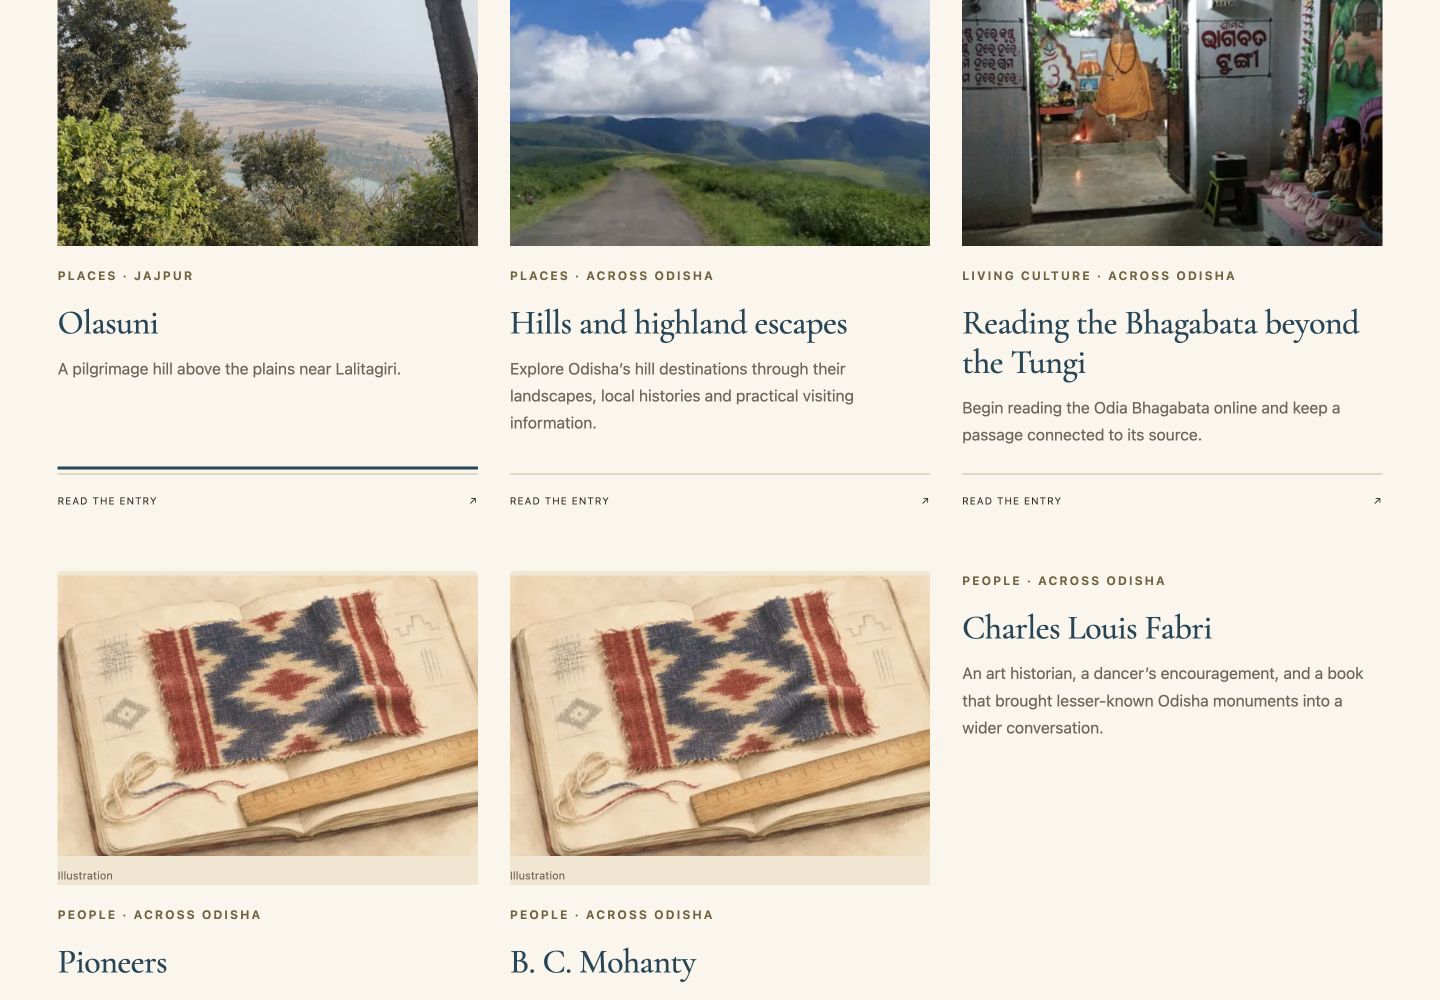 ଶ୍ରୀମଦ୍
ଭାଗବତ
ଟୁଙ୍ଗୀ
PLACES · JAJPUR
Olasuni
A pilgrimage hill above the plains near Lalitagiri.
READ THE ENTRY ↗
PLACES · ACROSS ODISHA
Hills and highland escapes
Explore Odisha’s hill destinations through their
landscapes, local histories and practical visiting
information.
READ THE ENTRY ↗
LIVING CULTURE · ACROSS ODISHA
Reading the Bhagabata beyond
the Tungi
Begin reading the Odia Bhagabata online and keep a
passage connected to its source.
READ THE ENTRY ↗
Illustration
PEOPLE · ACROSS ODISHA
Pioneers
Illustration
PEOPLE · ACROSS ODISHA
B. C. Mohanty
PEOPLE · ACROSS ODISHA
Charles Louis Fabri
An art historian, a dancer’s encouragement, and a book
that brought lesser-known Odisha monuments into a
wider conversation.